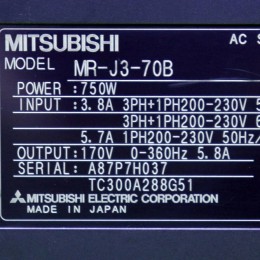 MITSUBISHI AC S
MODEL MR-J3-70B
POWER :750W
INPUT :3.8A 3PH+1PH200-230V 5
3PH+1PH200-230V 6
5.7A 1PH200-230V 50Hz/
OUTPUT:170V 0-360Hz 5.8A
SERIAL: A87P7H037
TC300A288G51
MITSUBISHI ELECTRIC CORPORATION
MADE IN JAPAN